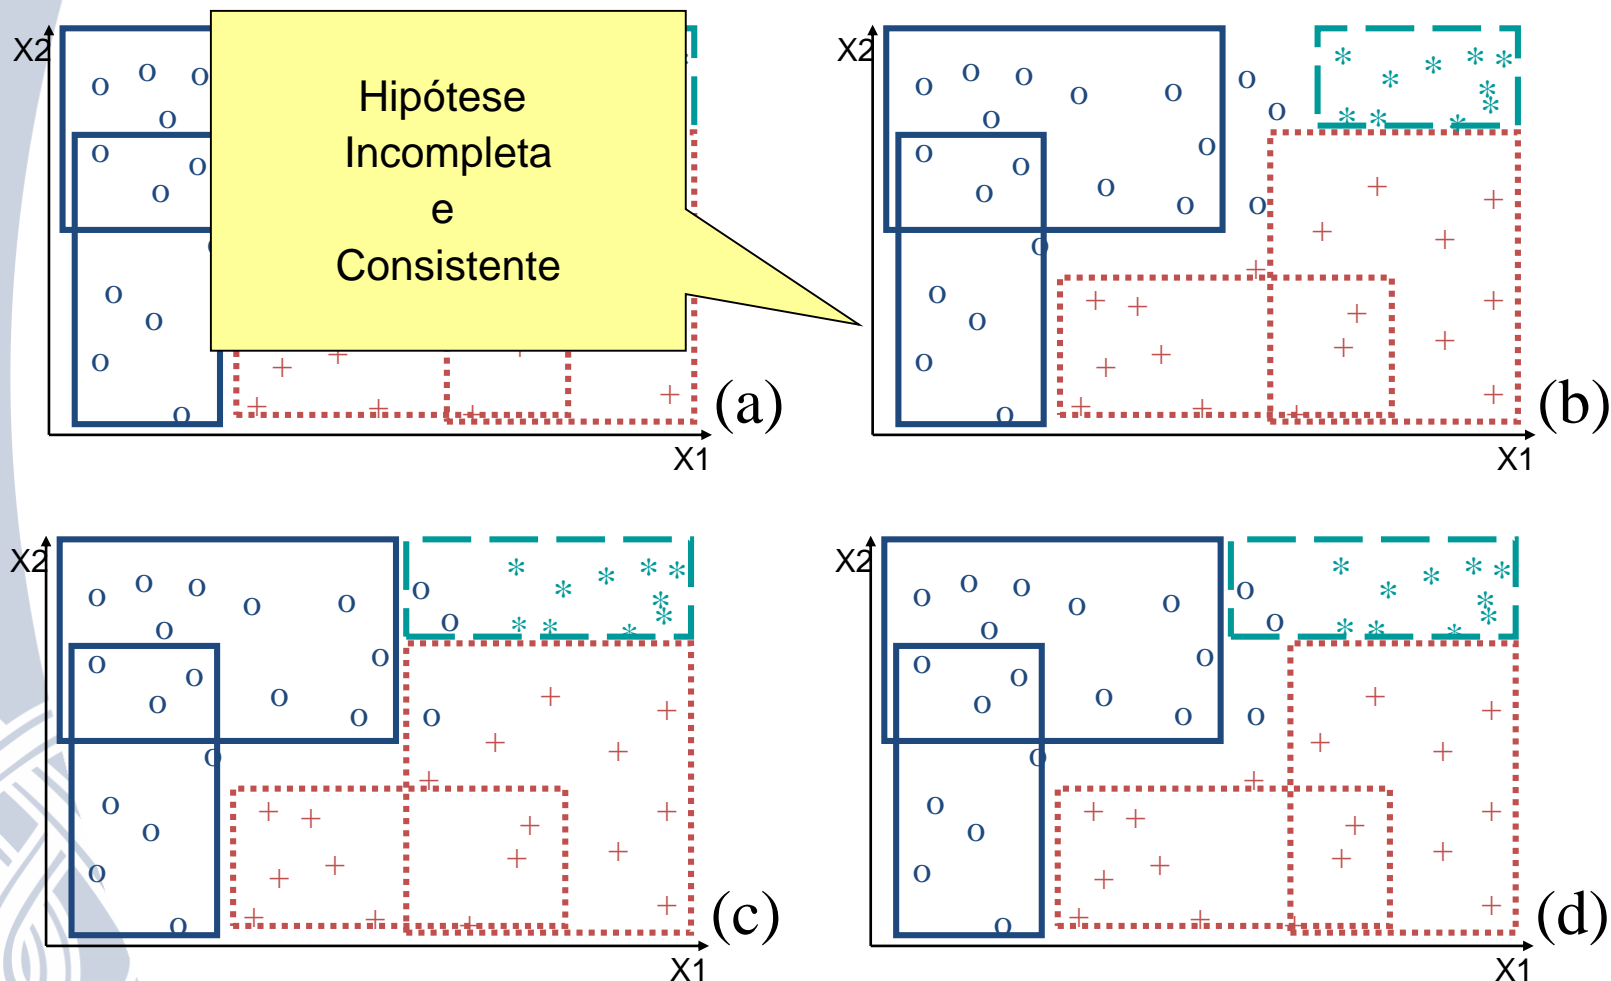 Hipótese
Incompleta
e
Consistente
X2
X1
(a)
X2
X1
(b)
X2
X1
(c)
X2
X1
(d)